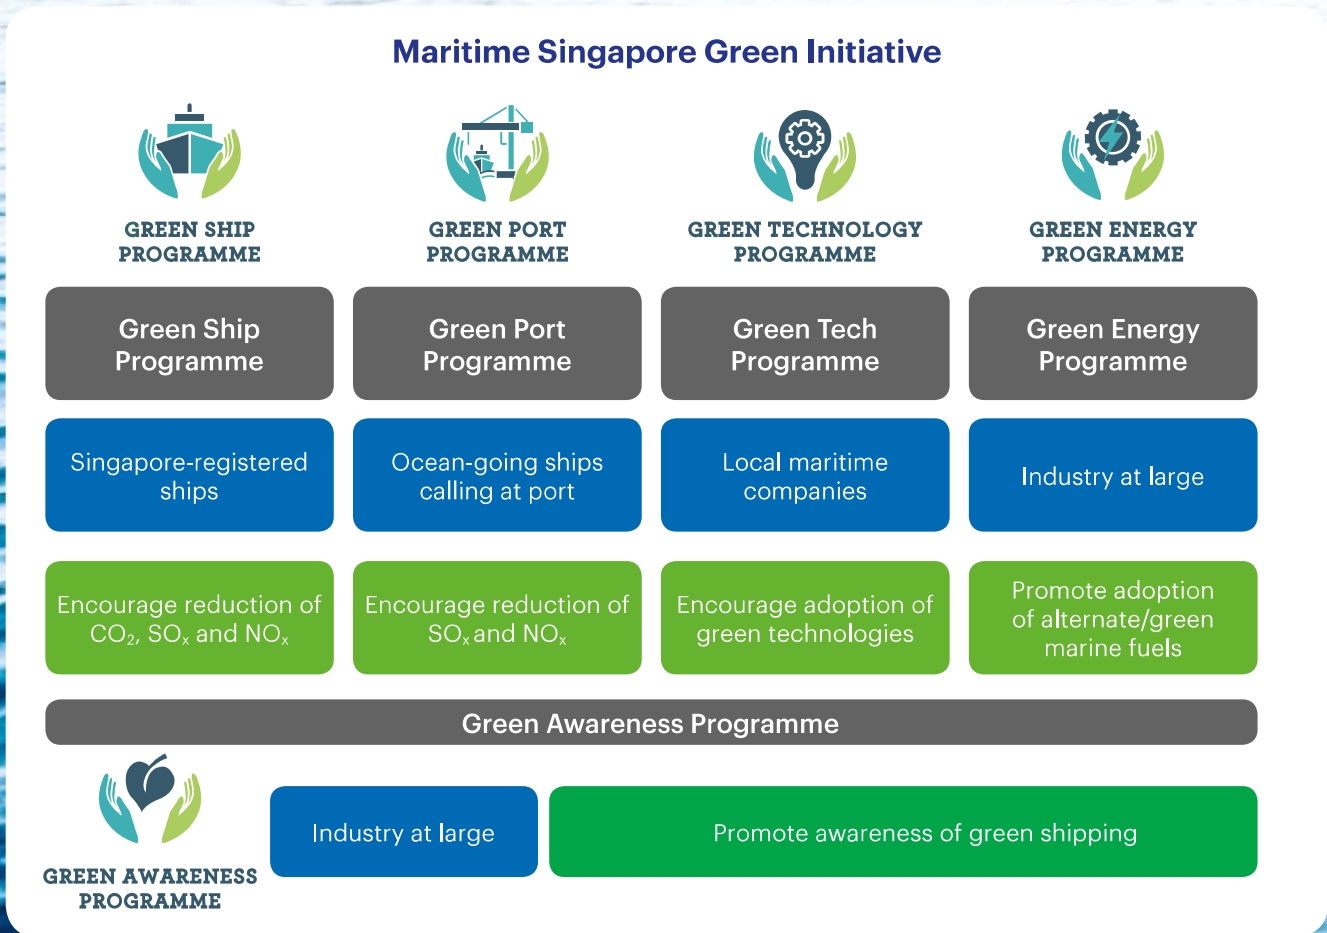 Maritime Singapore Green Initiative
GREEN SHIP
PROGRAMME
GREEN PORT
PROGRAMME
GREEN TECHNOLOGY
PROGRAMME
GREEN ENERGY
PROGRAMME
Green Ship
Programme
Green Port
Programme
Green Tech
Programme
Green Energy
Programme
Singapore-registered
ships
Ocean-going ships
calling at port
Local maritime
companies
Industry at large
Encourage reduction of
CO₂, SOₓ and NOₓ
Encourage reduction of
SOₓ and NOₓ
Encourage adoption of
green technologies
Promote adoption
of alternate/green
marine fuels
Green Awareness Programme
GREEN AWARENESS
PROGRAMME
Industry at large
Promote awareness of green shipping